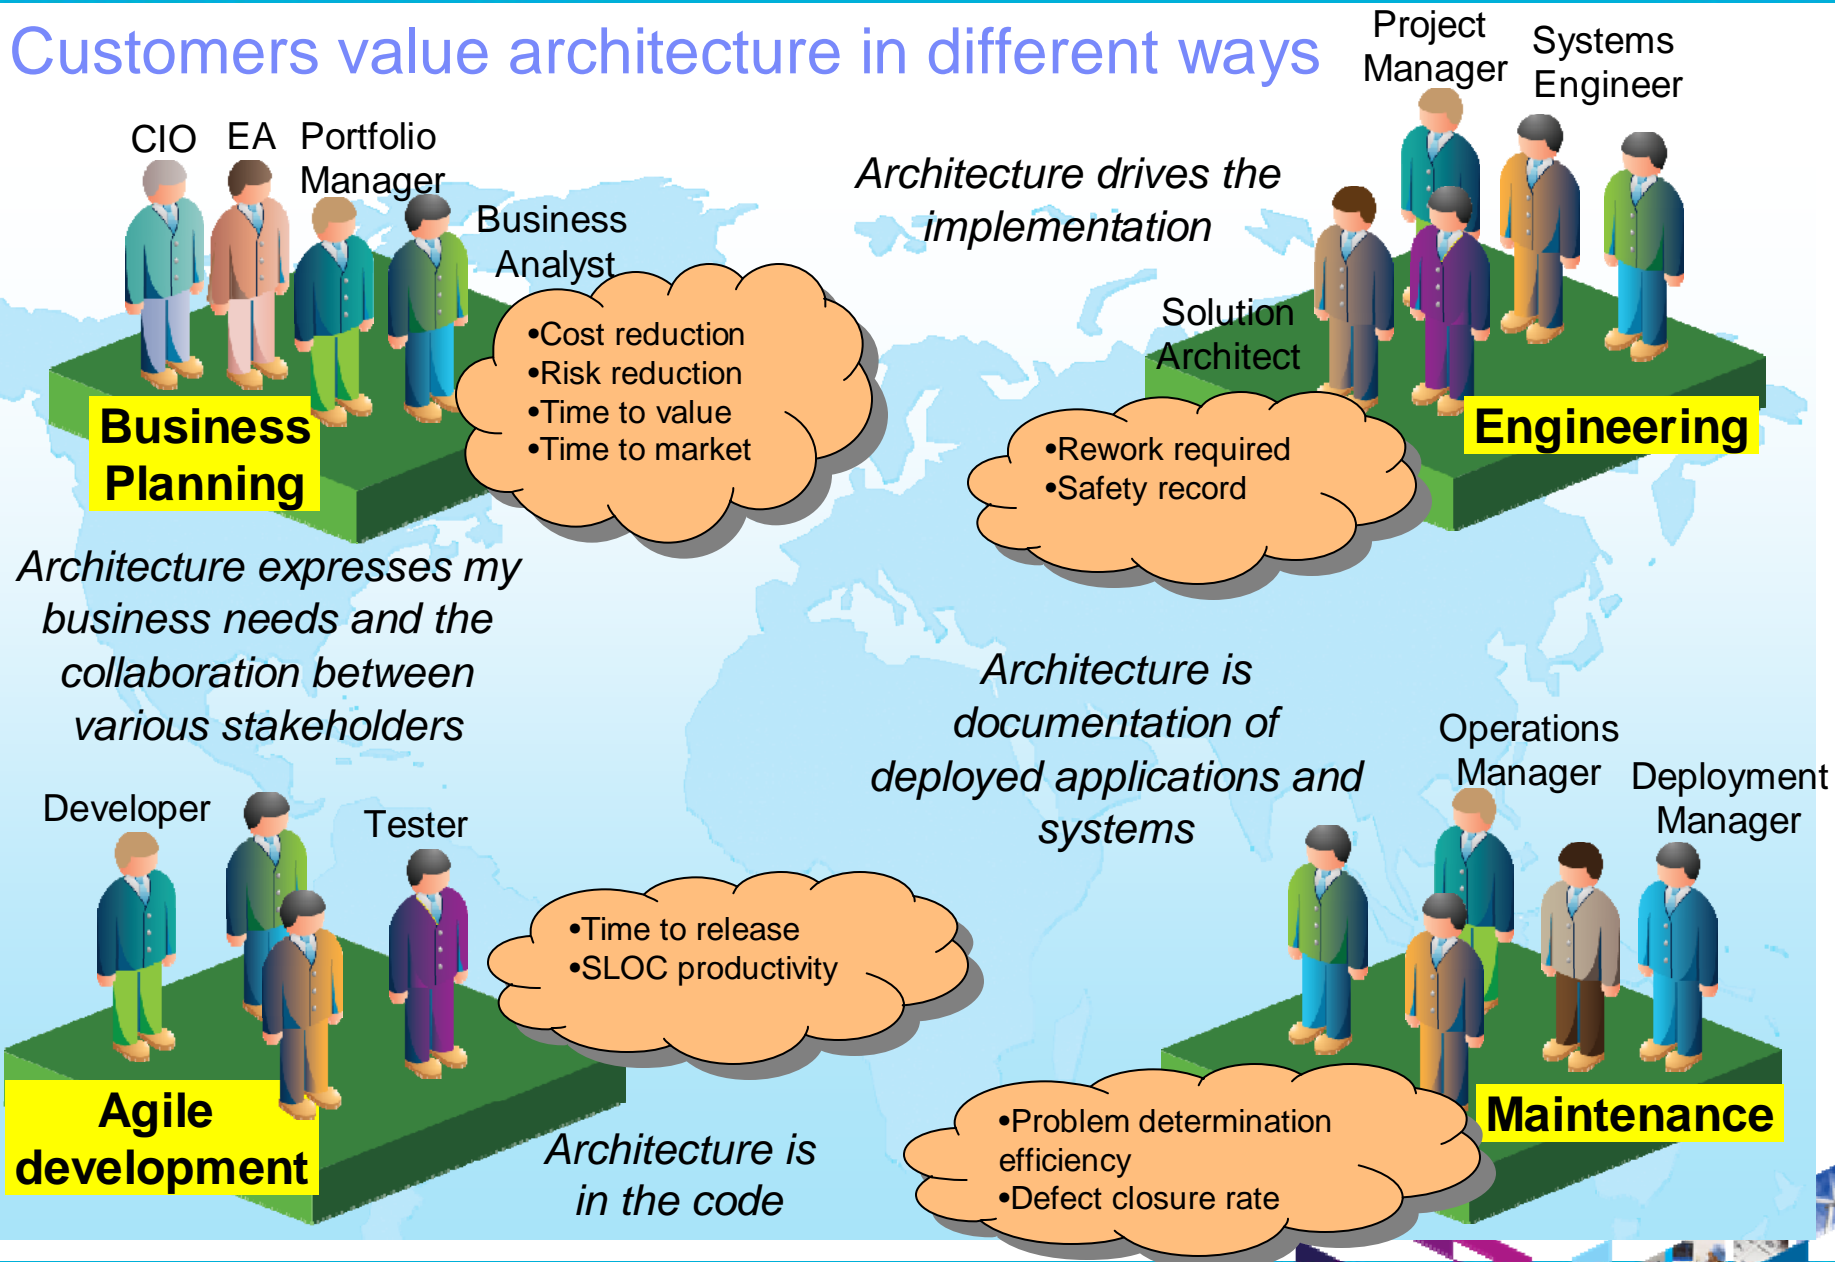 Customers value architecture in different ways
CIO
EA
Portfolio
Manager
Business
Analyst
•Cost reduction
•Risk reduction
•Time to value
•Time to market
Business
Planning
Architecture expresses my
business needs and the
collaboration between
various stakeholders
Project
Manager
Systems
Engineer
Architecture drives the
implementation
Solution
Architect
•Rework required
•Safety record
Engineering
Developer
Tester
•Time to release
•SLOC productivity
Agile
development
Architecture is
in the code
Architecture is
documentation of
deployed applications and
systems
Operations
Manager
Deployment
Manager
•Problem determination
efficiency
•Defect closure rate
Maintenance